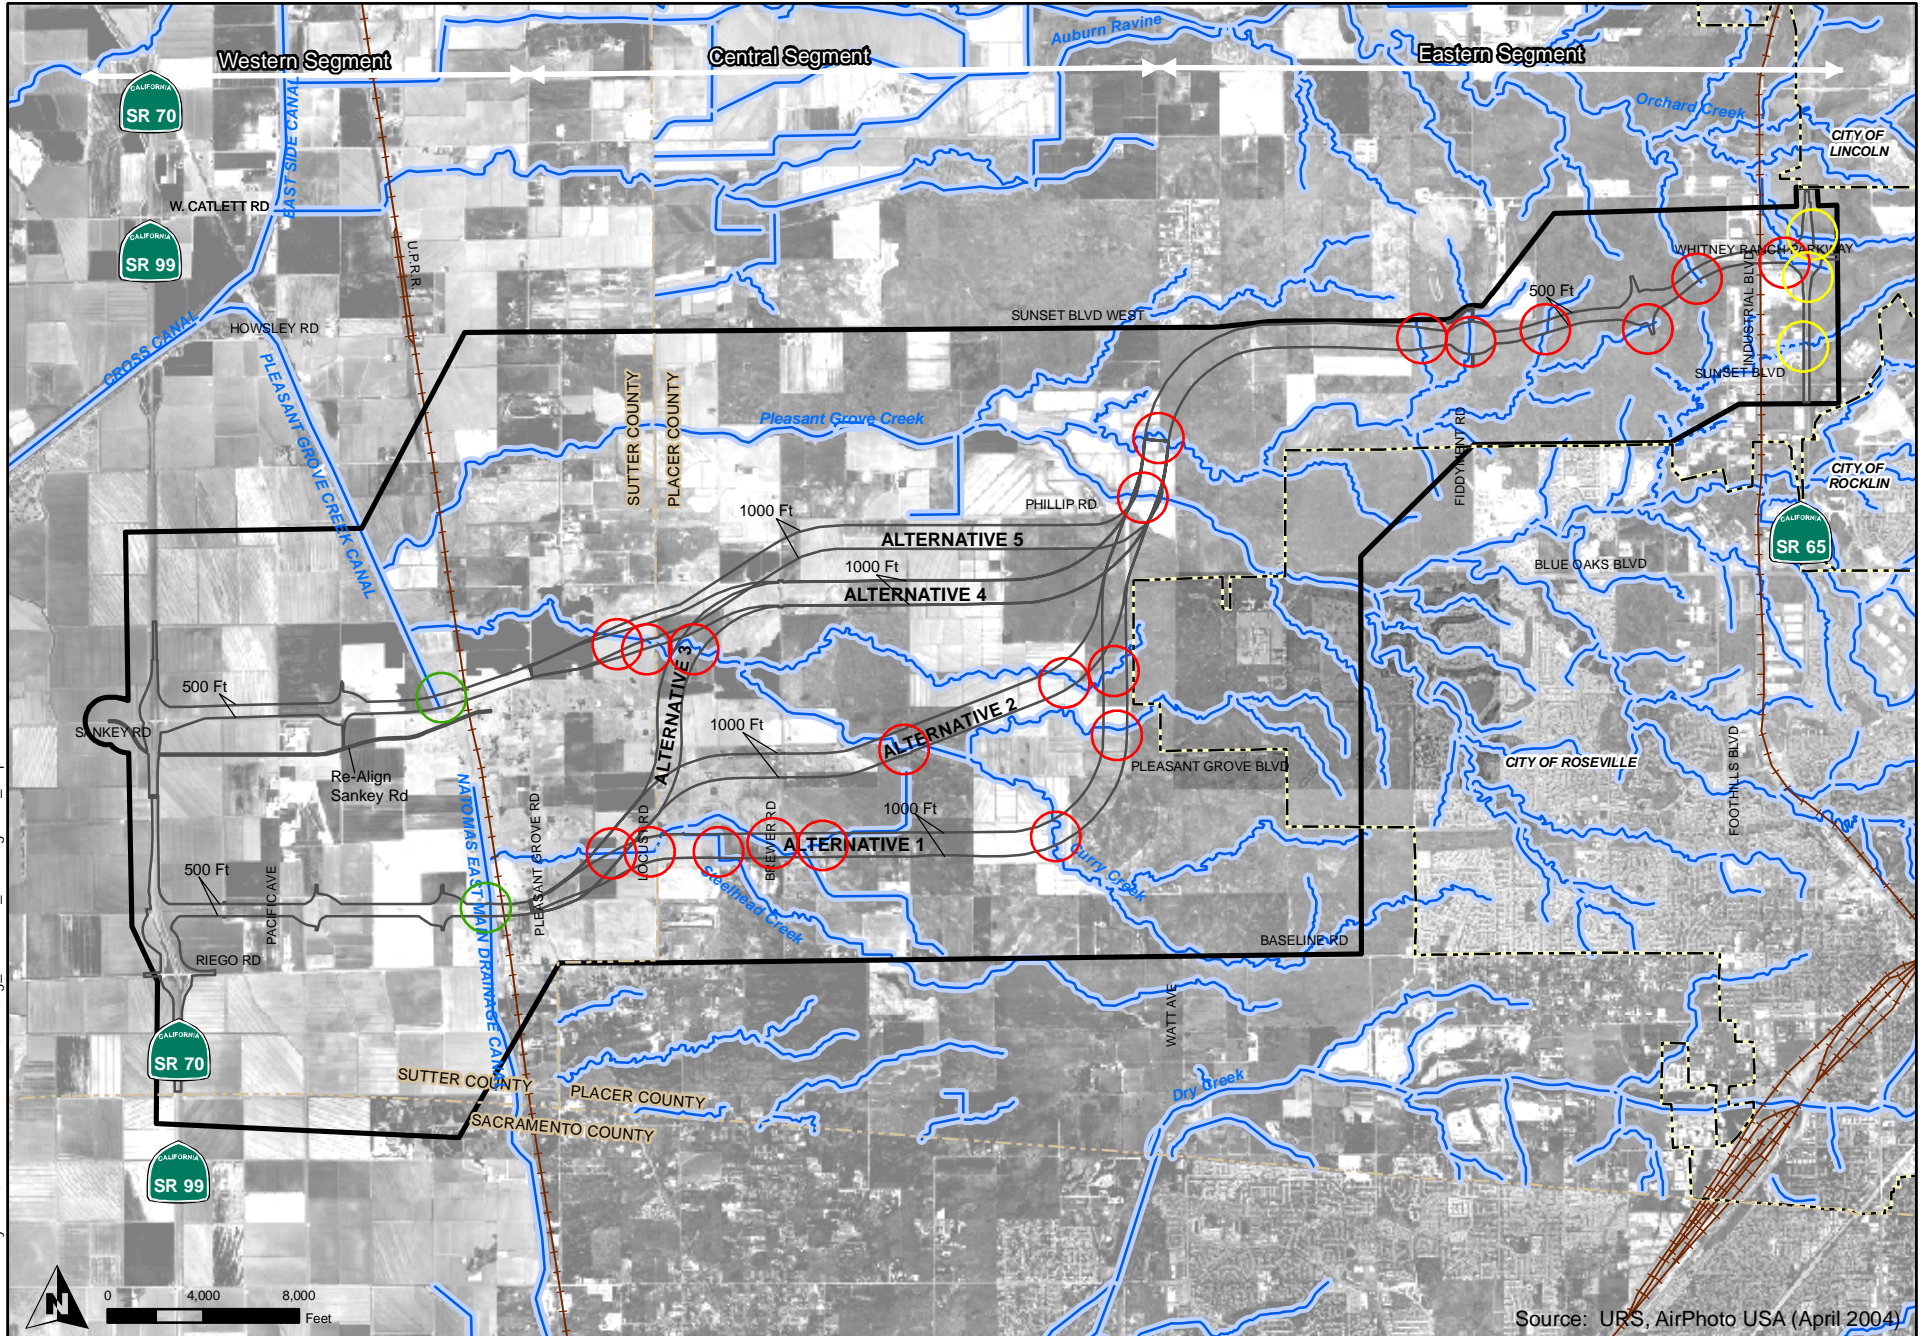 Western Segment
Central Segment
Eastern Segment
Auburn Ravine
Orchard Creek
CALIFORNIA
SR 70
EAST SIDE CANAL
CITY OF
LINCOLN
W. CATLETT RD
CALIFORNIA
SR 99
U.P.R.R.
WHITNEY RANCH PARKWAY
500 Ft
INDUSTRIAL BLVD
SUNSET BLVD WEST
HOWSLEY RD
CROSS CANAL
PLEASANT GROVE CREEK CANAL
SUNSET BLVD
SUTTER COUNTY
PLACER COUNTY
Pleasant Grove Creek
FIDDYMENT RD
CITY OF
ROCKLIN
PHILLIP RD
1000 Ft
ALTERNATIVE 5
CALIFORNIA
SR 65
1000 Ft
ALTERNATIVE 4
BLUE OAKS BLVD
ALTERNATIVE 3
500 Ft
SANKEY RD
1000 Ft
ALTERNATIVE 2
PLEASANT GROVE BLVD
CITY OF ROSEVILLE
FOOTHILLS BLVD
Re-Align
Sankey Rd
NATOMAS EAST MAIN DRAINAGE CANAL
PLEASANT GROVE RD
LOCUST RD
BREWER RD
1000 Ft
ALTERNATIVE 1
Curry Creek
Steelhead Creek
500 Ft
PACIFIC AVE
RIEGO RD
BASELINE RD
WATT AVE
CALIFORNIA
SR 70
SUTTER COUNTY
PLACER COUNTY
SACRAMENTO COUNTY
Dry Creek
CALIFORNIA
SR 99
N
0 4,000 8,000
Feet
Source: URS, AirPhoto USA (April 2004)